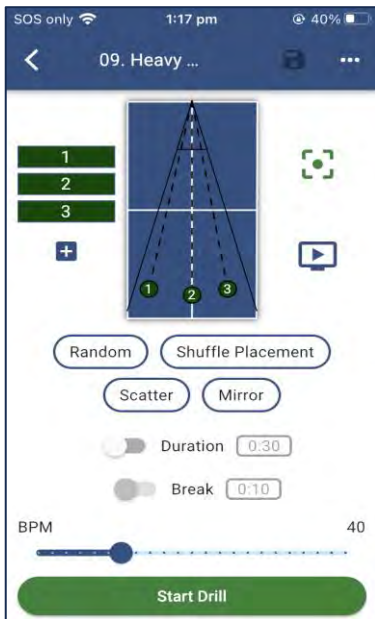 SOS only 1:17 pm 40%
09. Heavy ...
1
2
3
1 2 3
Random Shuffle Placement
Scatter Mirror
Duration 0:30
Break 0:10
BPM 40
Start Drill